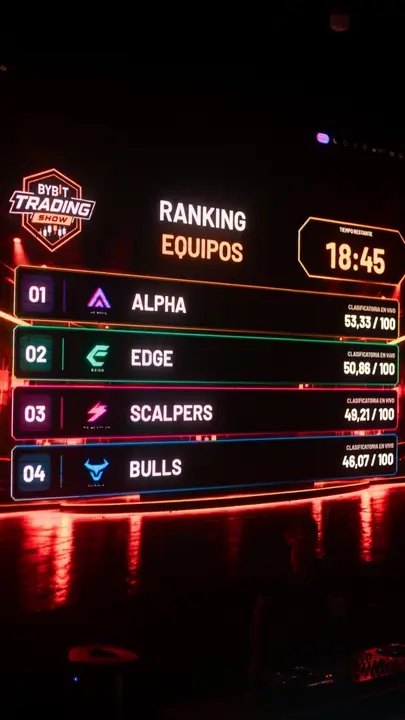 BYBIT
TRADING
SHOW
RANKING
EQUIPOS
TIEMPO RESTANTE
18:45
01
ALPHA
CLASIFICATORIA EN VIVO
53,33 / 100
02
EDGE
EDGE
CLASIFICATORIA EN VIVO
50,86 / 100
03
SCALPERS
CLASIFICATORIA EN VIVO
49,21 / 100
04
BULLS
CLASIFICATORIA EN VIVO
46,07 / 100